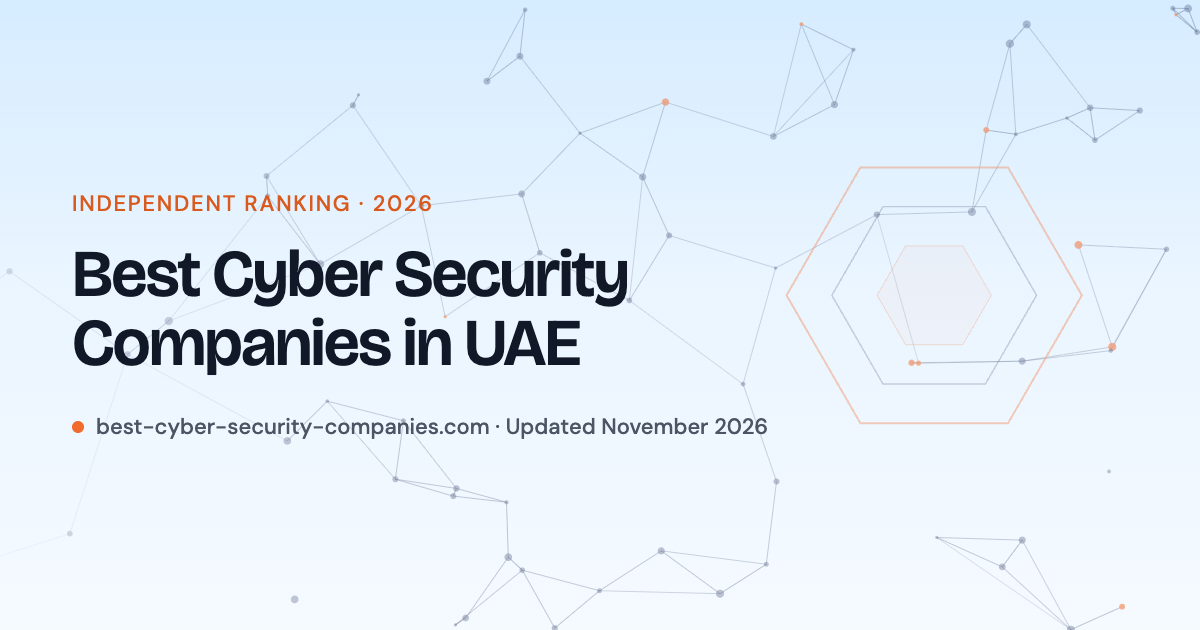 INDEPENDENT RANKING · 2026
Best Cyber Security
Companies in UAE
best-cyber-security-companies.com · Updated November 2026